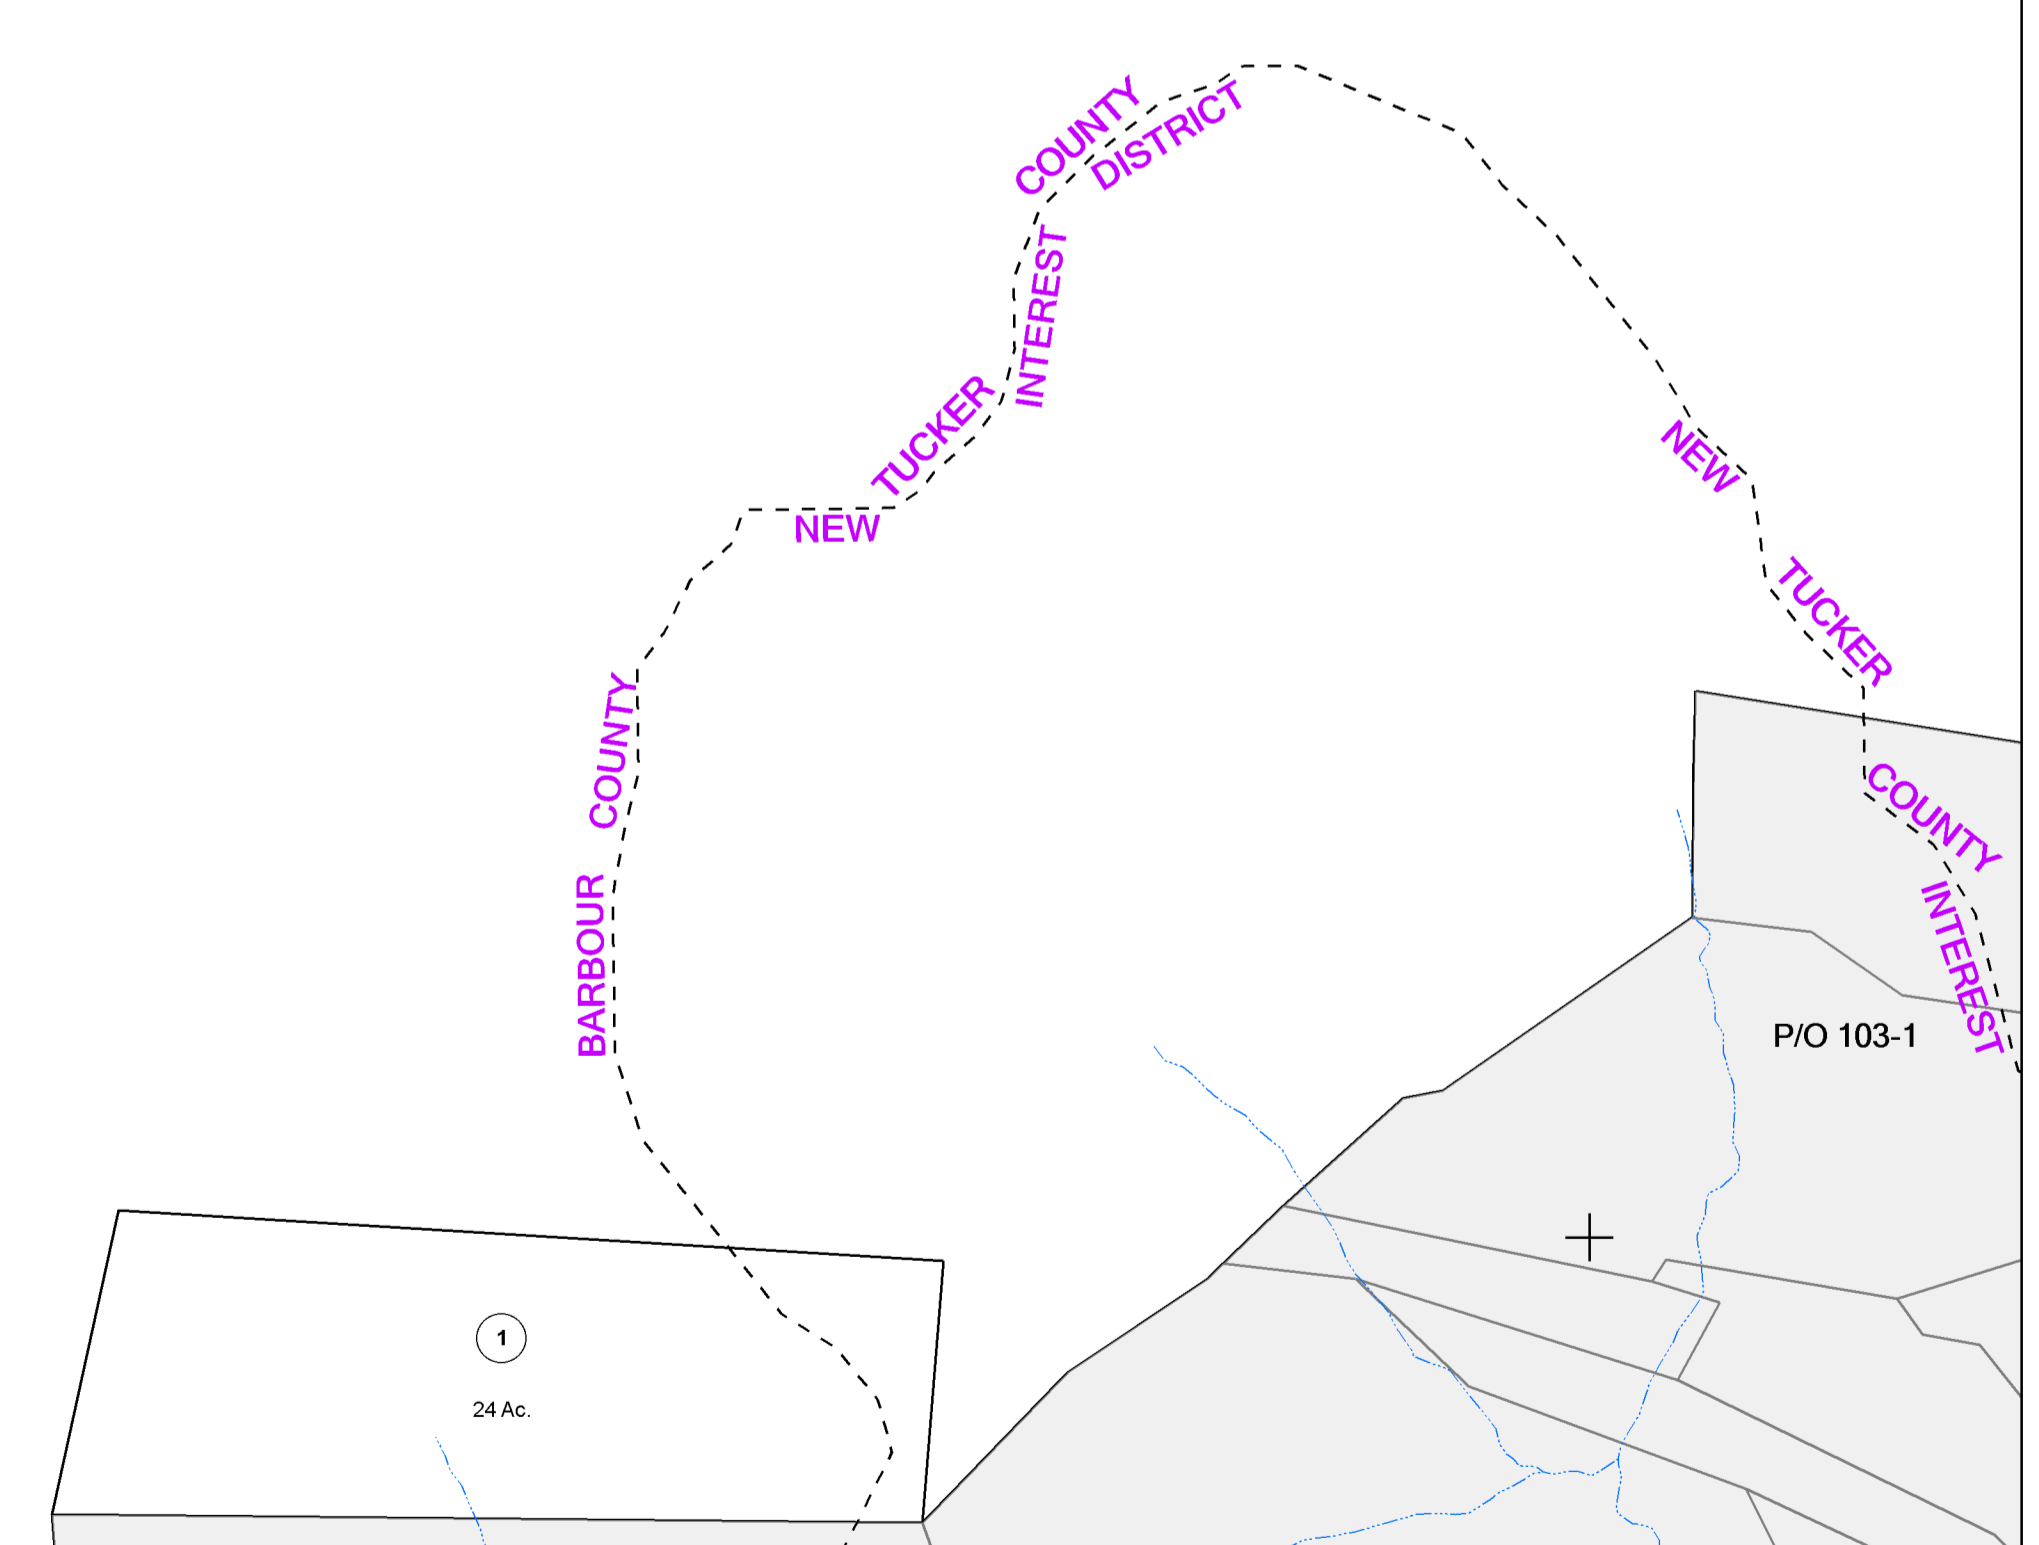 COUNTY
DISTRICT
INTEREST
TUCKER
NEW
COUNTY
BARBOUR
NEW
TUCKER
COUNTY
INTEREST
P/O 103-1
1
24 Ac.